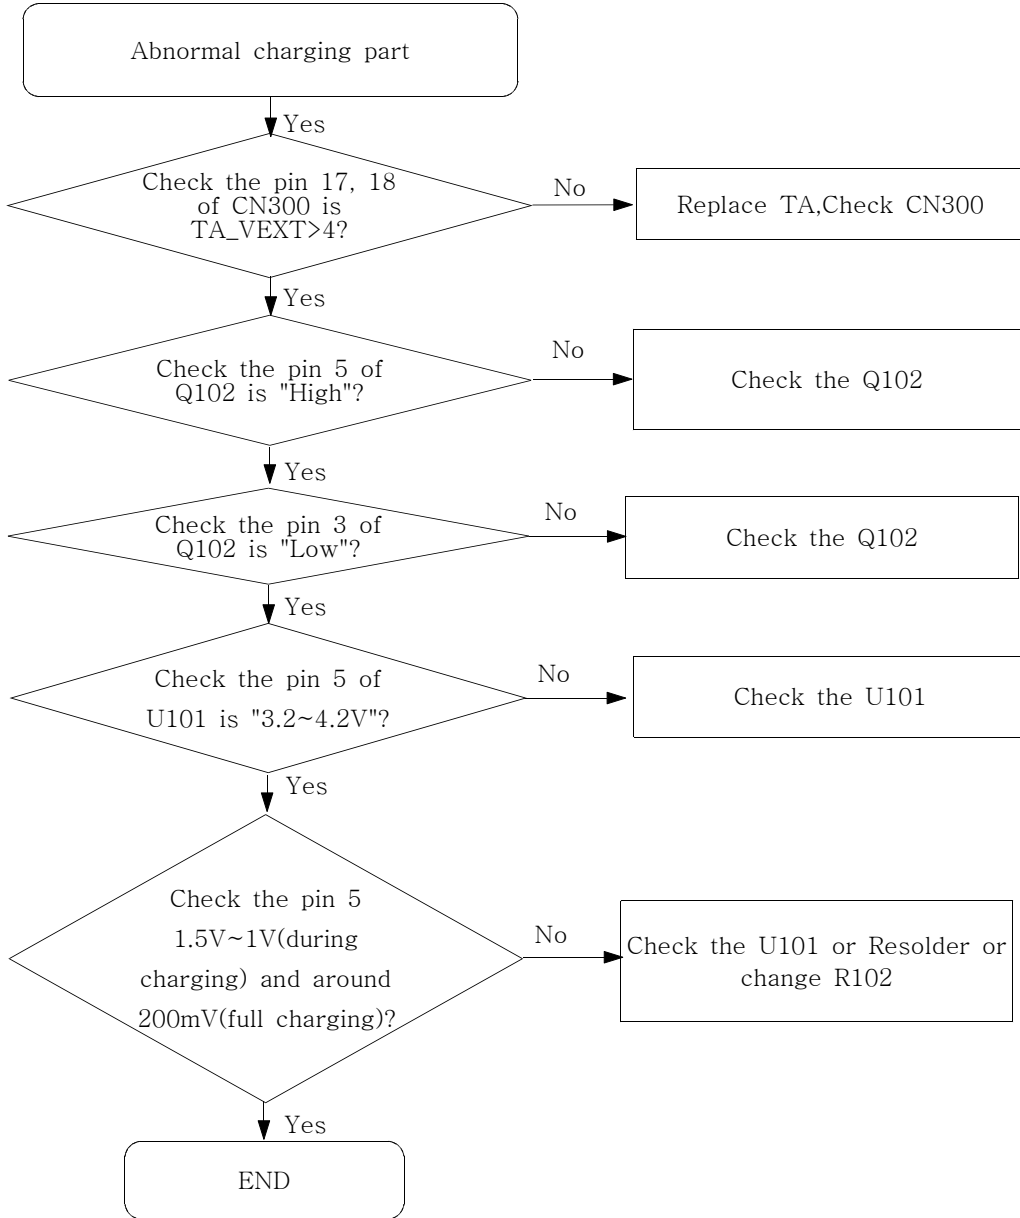 Abnormal charging part
Yes
Check the pin 17, 18
of CN300 is
TA_VEXT>4?
No
Replace TA,Check CN300
Yes
Check the pin 5 of
Q102 is "High"?
No
Check the Q102
Yes
Check the pin 3 of
Q102 is "Low"?
No
Check the Q102
Yes
Check the pin 5 of
U101 is "3.2~4.2V"?
No
Check the U101
Yes
Check the pin 5
1.5V~1V(during
charging) and around
200mV(full charging)?
No
Check the U101 or Resolder or
change R102
Yes
END